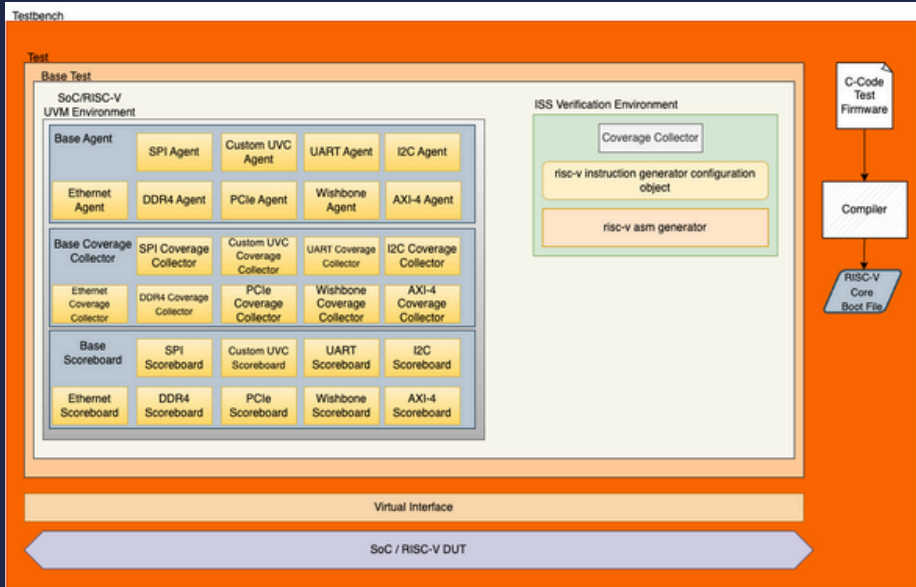 Testbench
Test
Base Test
SoC/RISC-V
UVM Environment
Base Agent
SPI Agent
Custom UVC
Agent
UART Agent
I2C Agent
Ethernet
Agent
DDR4 Agent
PCIe Agent
Wishbone
Agent
AXI-4 Agent
Base Coverage
Collector
SPI Coverage
Collector
Custom UVC
Coverage
Collector
UART Coverage
Collector
I2C Coverage
Collector
Ethernet
Coverage
Collector
DDR4 Coverage
Collector
PCIe
Coverage
Collector
Wishbone
Coverage
Collector
AXI-4
Coverage
Collector
Base
Scoreboard
SPI
Scoreboard
Custom UVC
Scoreboard
UART
Scoreboard
I2C
Scoreboard
Ethernet
Scoreboard
DDR4
Scoreboard
PCIe
Scoreboard
Wishbone
Scoreboard
AXI-4
Scoreboard
ISS Verification Environment
Coverage Collector
risc-v instruction generator configuration
object
risc-v asm generator
C-Code
Test
Firmware
Compiler
RISC-V
Core
Boot File
Virtual Interface
SoC / RISC-V DUT